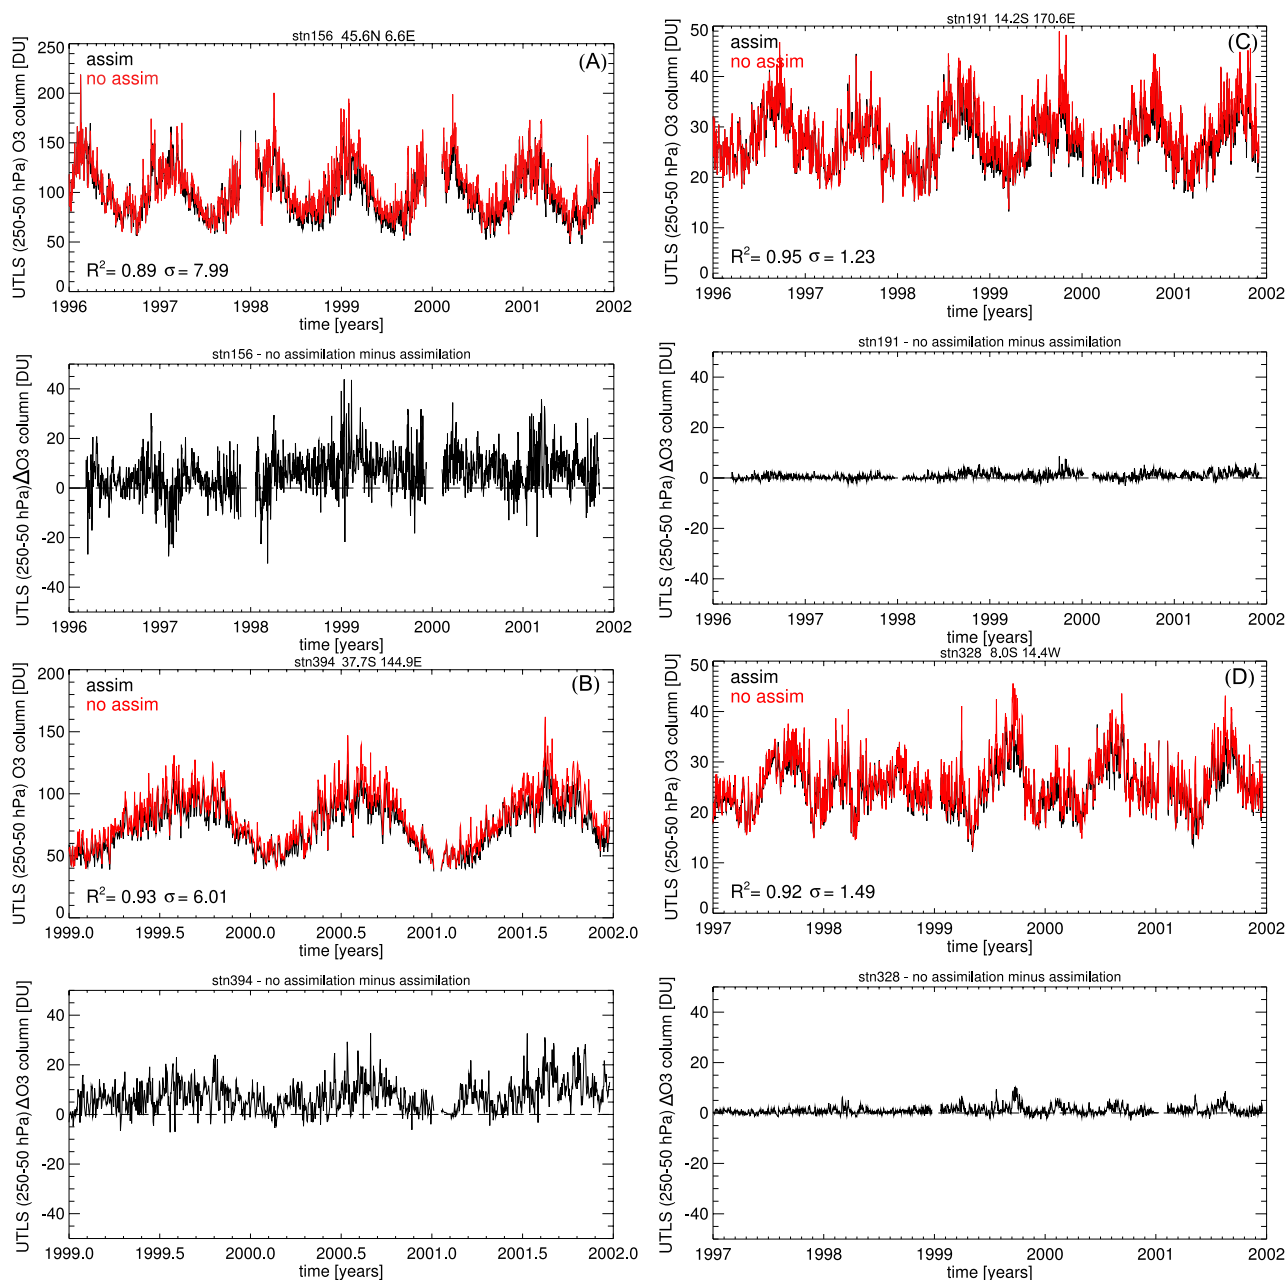 stn156 45.6N 6.6E
UTLS (250-50 hPa) O3 column [DU]
250
200
150
100
50
0
assim
no assim
(A)
R²= 0.89 σ = 7.99
1996 1997 1998 1999 2000 2001 2002
time [years]
stn156 - no assimilation minus assimilation
UTLS (250-50 hPa) ΔO3 column [DU]
40
20
0
-20
-40
1996 1997 1998 1999 2000 2001 2002
time [years]
stn394 37.7S 144.9E
UTLS (250-50 hPa) O3 column [DU]
200
150
100
50
0
assim
no assim
(B)
R²= 0.93 σ = 6.01
1999.0 1999.5 2000.0 2000.5 2001.0 2001.5 2002.0
time [years]
stn394 - no assimilation minus assimilation
UTLS (250-50 hPa) ΔO3 column [DU]
40
20
0
-20
-40
1999.0 1999.5 2000.0 2000.5 2001.0 2001.5 2002.0
time [years]
stn191 14.2S 170.6E
UTLS (250-50 hPa) O3 column [DU]
50
40
30
20
10
0
assim
no assim
(C)
R²= 0.95 σ = 1.23
1996 1997 1998 1999 2000 2001 2002
time [years]
stn191 - no assimilation minus assimilation
UTLS (250-50 hPa) ΔO3 column [DU]
40
20
0
-20
-40
1996 1997 1998 1999 2000 2001 2002
time [years]
stn328 8.0S 14.4W
UTLS (250-50 hPa) O3 column [DU]
50
40
30
20
10
0
assim
no assim
(D)
R²= 0.92 σ = 1.49
1997 1998 1999 2000 2001 2002
time [years]
stn328 - no assimilation minus assimilation
UTLS (250-50 hPa) ΔO3 column [DU]
40
20
0
-20
-40
1997 1998 1999 2000 2001 2002
time [years]